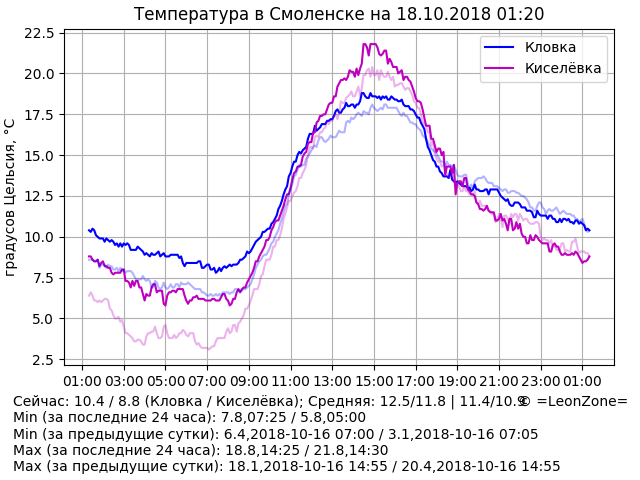 Температура в Смоленске на 18.10.2018 01:20
22.5
20.0
17.5
15.0
12.5
10.0
7.5
5.0
2.5
градусов Цельсия, °C
Кловка
Киселёвка
01:00 03:00 05:00 07:00 09:00 11:00 13:00 15:00 17:00 19:00 21:00 23:00 01:00
Сейчас: 10.4 / 8.8 (Кловка / Киселёвка); Средняя: 12.5/11.8 | 11.4/10.9 © =LeonZone=
Min (за последние 24 часа): 7.8,07:25 / 5.8,05:00
Min (за предыдущие сутки): 6.4,2018-10-16 07:00 / 3.1,2018-10-16 07:05
Max (за последние 24 часа): 18.8,14:25 / 21.8,14:30
Max (за предыдущие сутки): 18.1,2018-10-16 14:55 / 20.4,2018-10-16 14:55